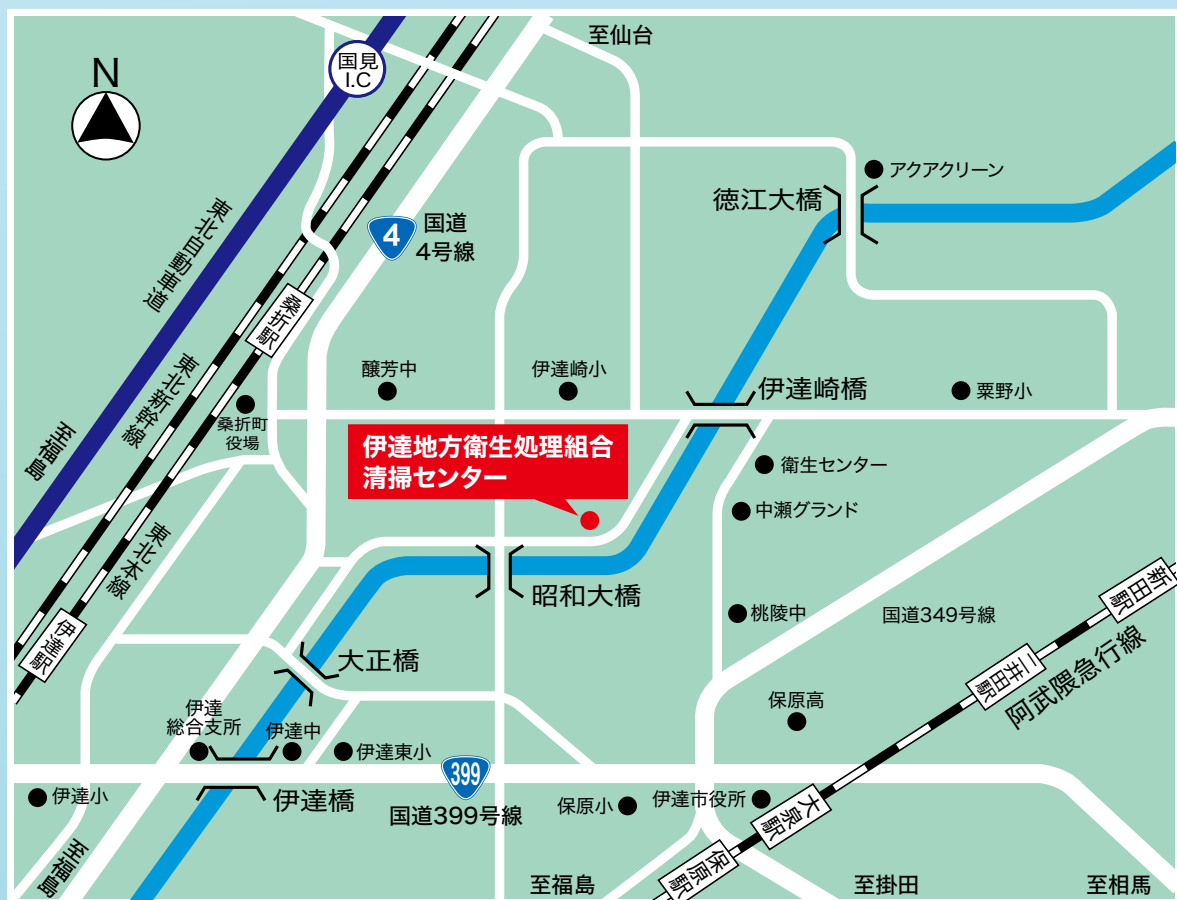 至仙台
国見
I.C
N
アクアクリーン
徳江大橋
東北自動車道
4
国道
4号線
桑折駅
醸芳中
伊達崎小
伊達崎橋
粟野小
東北新幹線
桑折町
役場
至福島
伊達地方衛生処理組合
清掃センター
衛生センター
中瀬グランド
東北本線
昭和大橋
新田駅
桃陵中
国道349号線
伊達駅
大正橋
二井田駅
阿武隈急行線
伊達
総合支所
伊達中
伊達東小
保原高
399
国道399号線
伊達小
伊達橋
保原小
伊達市役所
大泉駅
至福島
保原駅
至福島
至掛田
至相馬